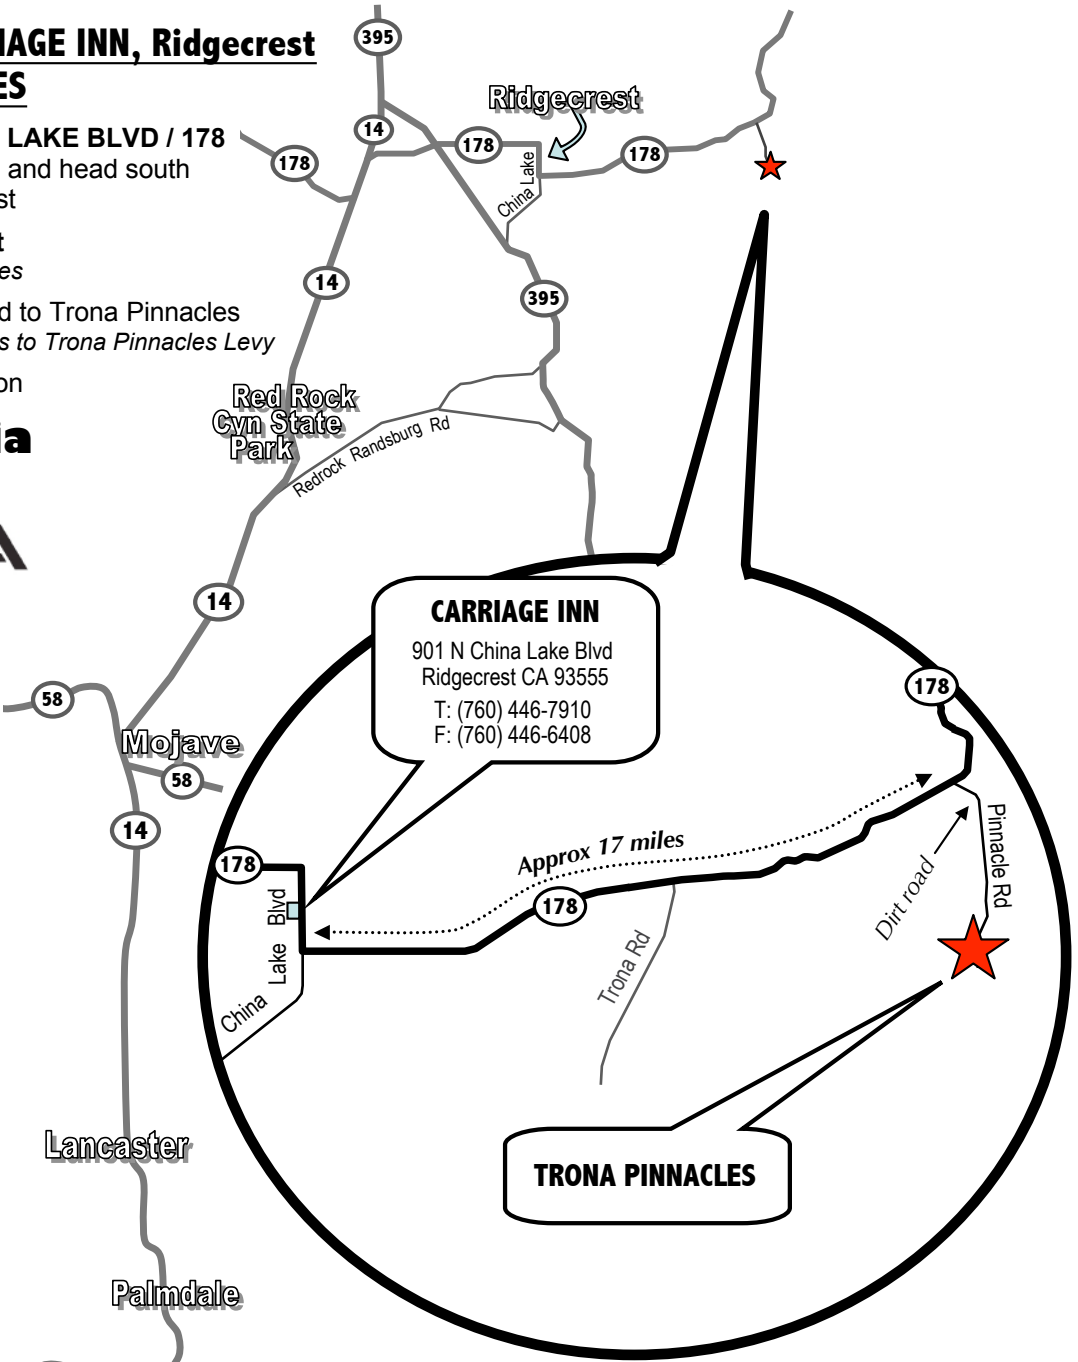 IAGE INN, Ridgecrest
ES
LAKE BLVD / 178
and head south
st
t
es
d to Trona Pinnacles
s to Trona Pinnacles Levy
on
ia
A
395
14
178
178
Ridgecrest
178
China Lake
14
395
Red Rock
Cyn State
Park
Redrock Randsburg Rd
14
58
Mojave
58
14
Lancaster
Palmdale
CARRIAGE INN
901 N China Lake Blvd
Ridgecrest CA 93555
T: (760) 446-7910
F: (760) 446-6408
178
178
Approx 17 miles
178
China Lake Blvd
Trona Rd
Dirt road
Pinnacle Rd
TRONA PINNACLES